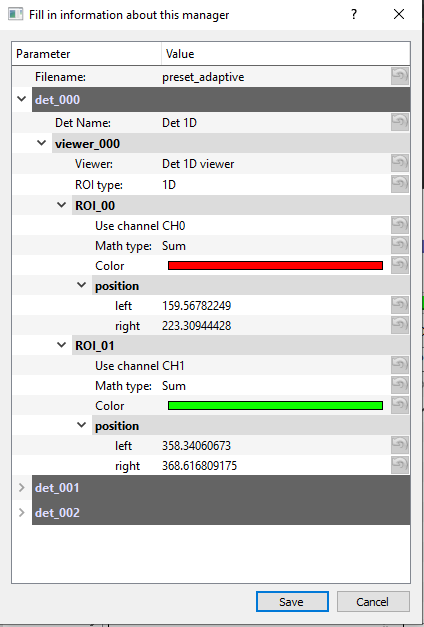 Fill in information about this manager
Parameter Value
Filename: preset_adaptive
det_000
Det Name: Det 1D
viewer_000
Viewer: Det 1D viewer
ROI type: 1D
ROI_00
Use channel CH0
Math type: Sum
Color
position
left 159.56782249
right 223.30944428
ROI_01
Use channel CH1
Math type: Sum
Color
position
left 358.34060673
right 368.616809175
det_001
det_002
Save Cancel